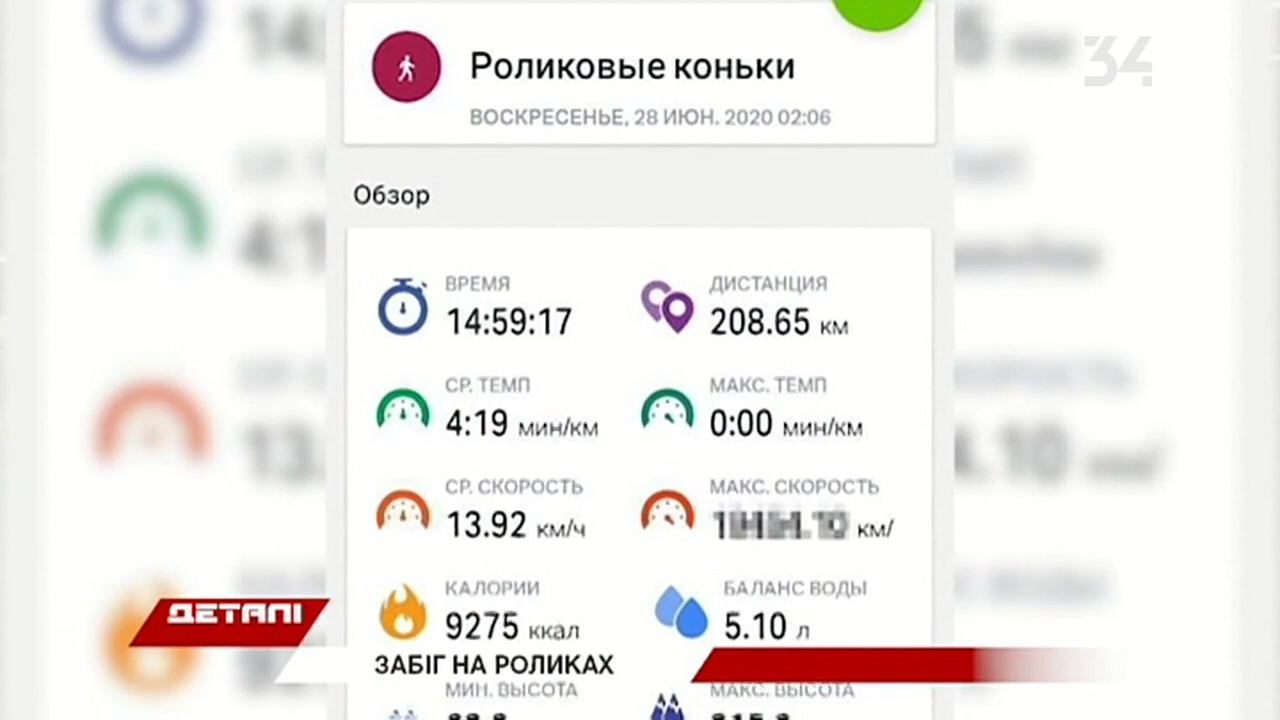 34
Роликовые коньки
ВОСКРЕСЕНЬЕ, 28 ИЮН. 2020 02:06
Обзор
ВРЕМЯ
14:59:17
ДИСТАНЦИЯ
208.65 км
СР. ТЕМП
4:19 мин/км
МАКС. ТЕМП
0:00 мин/км
СР. СКОРОСТЬ
13.92 км/ч
МАКС. СКОРОСТЬ
км/
КАЛОРИИ
9275 ккал
БАЛАНС ВОДЫ
5.10 л
ДЕТАЛІ
ЗАБІГ НА РОЛИКАХ
МИН. ВЫСОТА
МАКС. ВЫСОТА